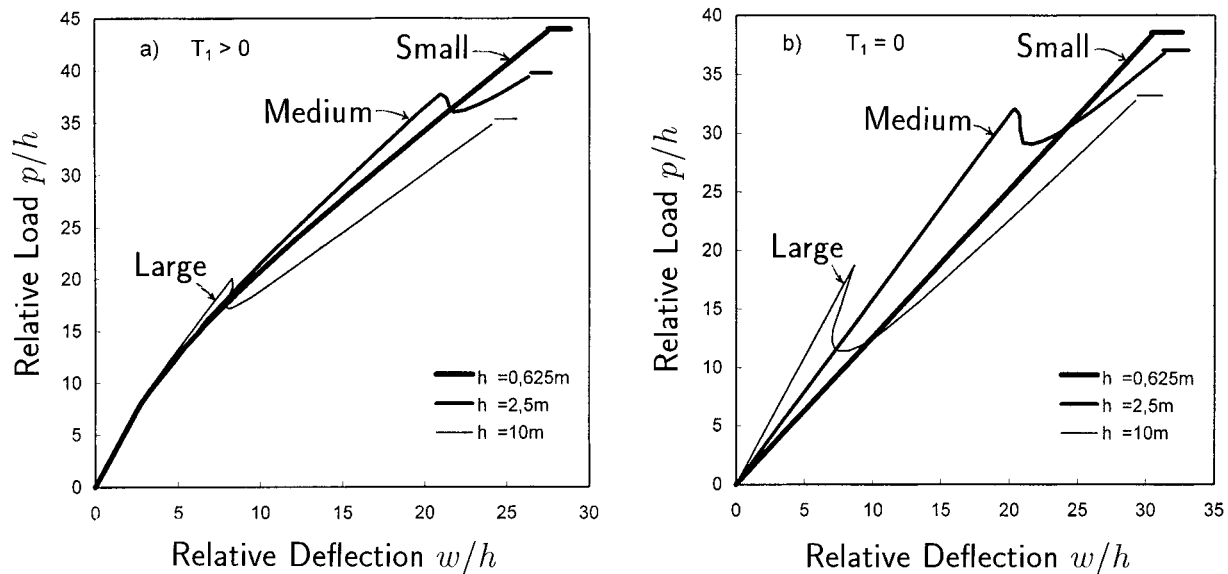 45
40
35
30
25
20
15
10
5
0
0 5 10 15 20 25 30
a) T1 > 0
Small
Medium
Large
h =0,625m
h =2,5m
h =10m
Relative Load p/h
Relative Deflection w/h
40
35
30
25
20
15
10
5
0
0 5 10 15 20 25 30 35
b) T1 = 0
Small
Medium
Large
h =0,625m
h =2,5m
h =10m
Relative Load p/h
Relative Deflection w/h